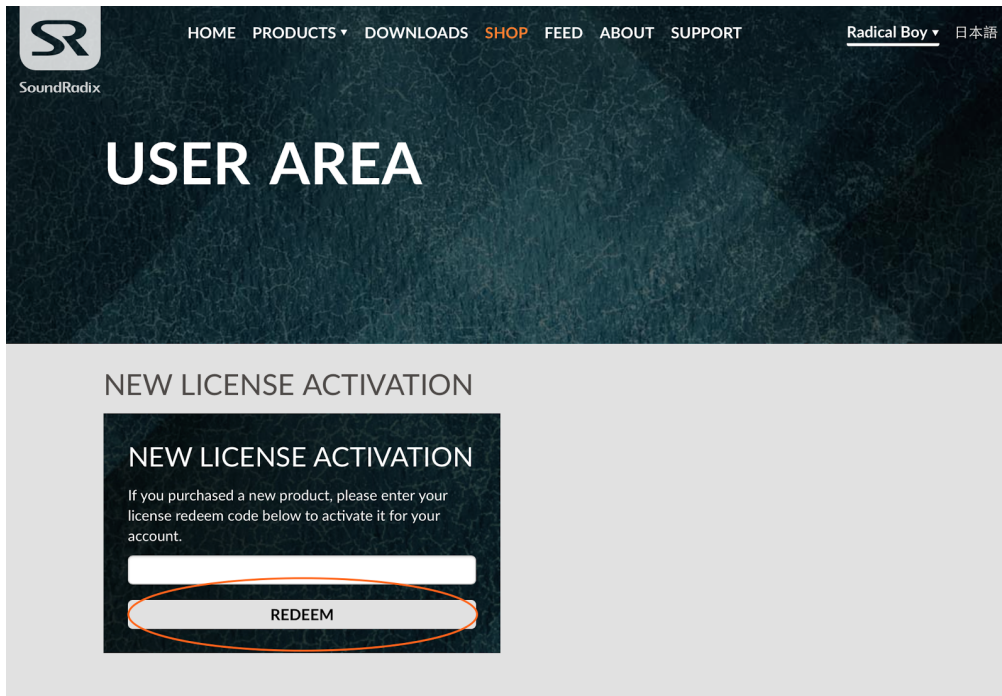 SR
SoundRadix
HOME PRODUCTS ▾ DOWNLOADS SHOP FEED ABOUT SUPPORT
Radical Boy ▾ 日本語
USER AREA
NEW LICENSE ACTIVATION
NEW LICENSE ACTIVATION
If you purchased a new product, please enter your
license redeem code below to activate it for your
account.
REDEEM